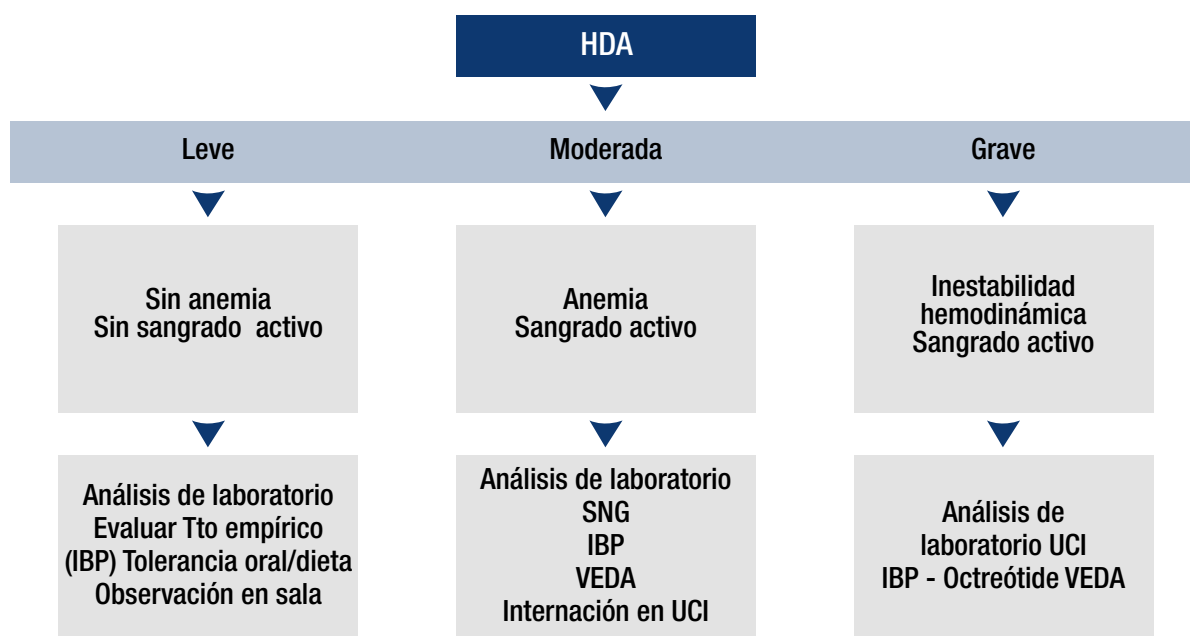 HDA
Leve
Moderada
Grave
Sin anemia
Sin sangrado activo
Anemia
Sangrado activo
Inestabilidad
hemodinámica
Sangrado activo
Análisis de laboratorio
Evaluar Tto empírico
(IBP) Tolerancia oral/dieta
Observación en sala
Análisis de laboratorio
SNG
IBP
VEDA
Internación en UCI
Análisis de
laboratorio UCI
IBP - Octreótide VEDA